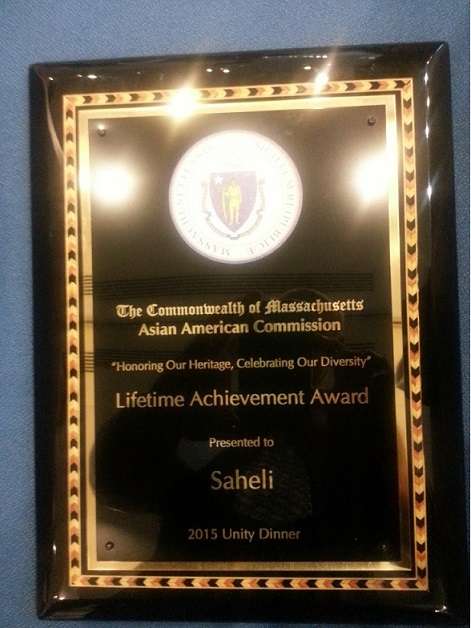 The Commonwealth of Massachusetts
Asian American Commission
"Honoring Our Heritage, Celebrating Our Diversity"
Lifetime Achievement Award
Presented to
Saheli
2015 Unity Dinner